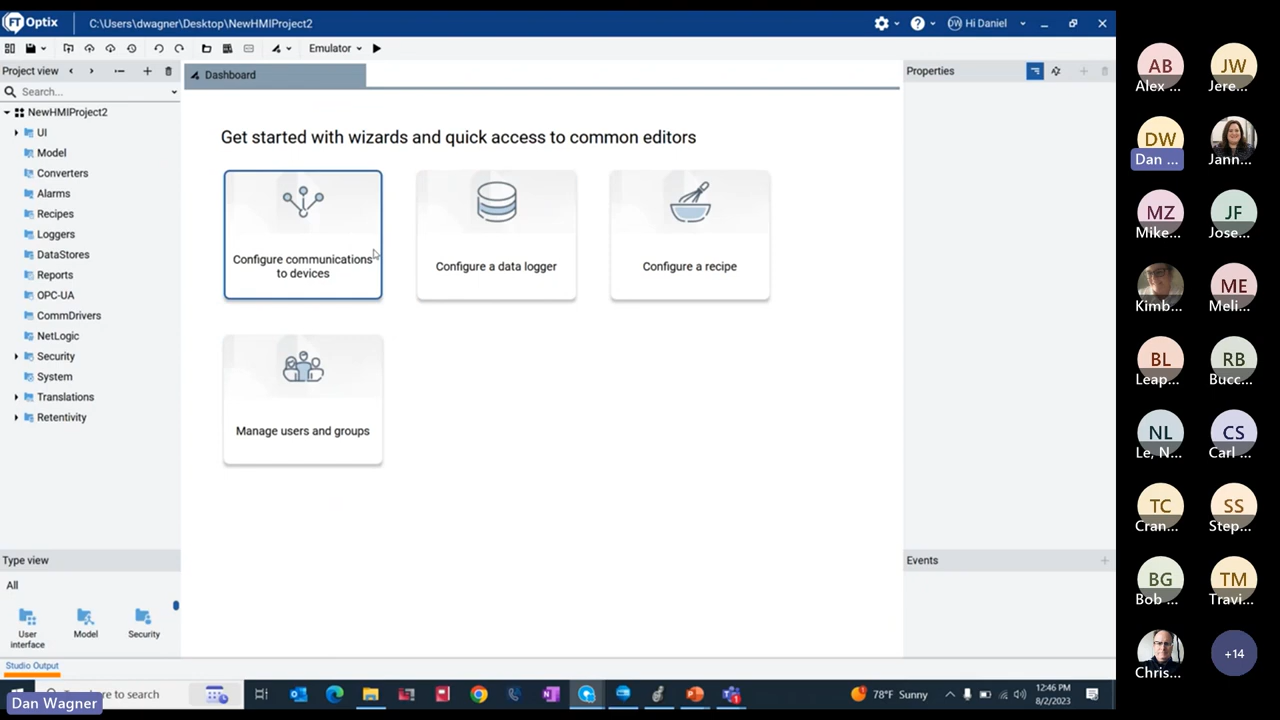 FT Optix
C:\Users\dwagner\Desktop\NewHMIProject2
DW Hi Daniel
Emulator
Project view
Search...
NewHMIProject2
UI
Model
Converters
Alarms
Recipes
Loggers
DataStores
Reports
OPC-UA
CommDrivers
NetLogic
Security
System
Translations
Retentivity
Type view
All
User
interface
Model
Security
Studio Output
Dashboard
Get started with wizards and quick access to common editors
Configure communications
to devices
Configure a data logger
Configure a recipe
Manage users and groups
Properties
Events
AB
Alex ...
JW
Jere...
DW
Dan ...
Jann...
MZ
Mike...
JF
Jose...
Kimb...
ME
Meli...
BL
Leap...
RB
Bucc...
NL
Le, N...
CS
Carl ...
TC
Cran...
SS
Step...
BG
Bob ...
TM
Travi...
Chris...
+14
here to search
78°F Sunny
12:46 PM
8/2/2023
Dan Wagner